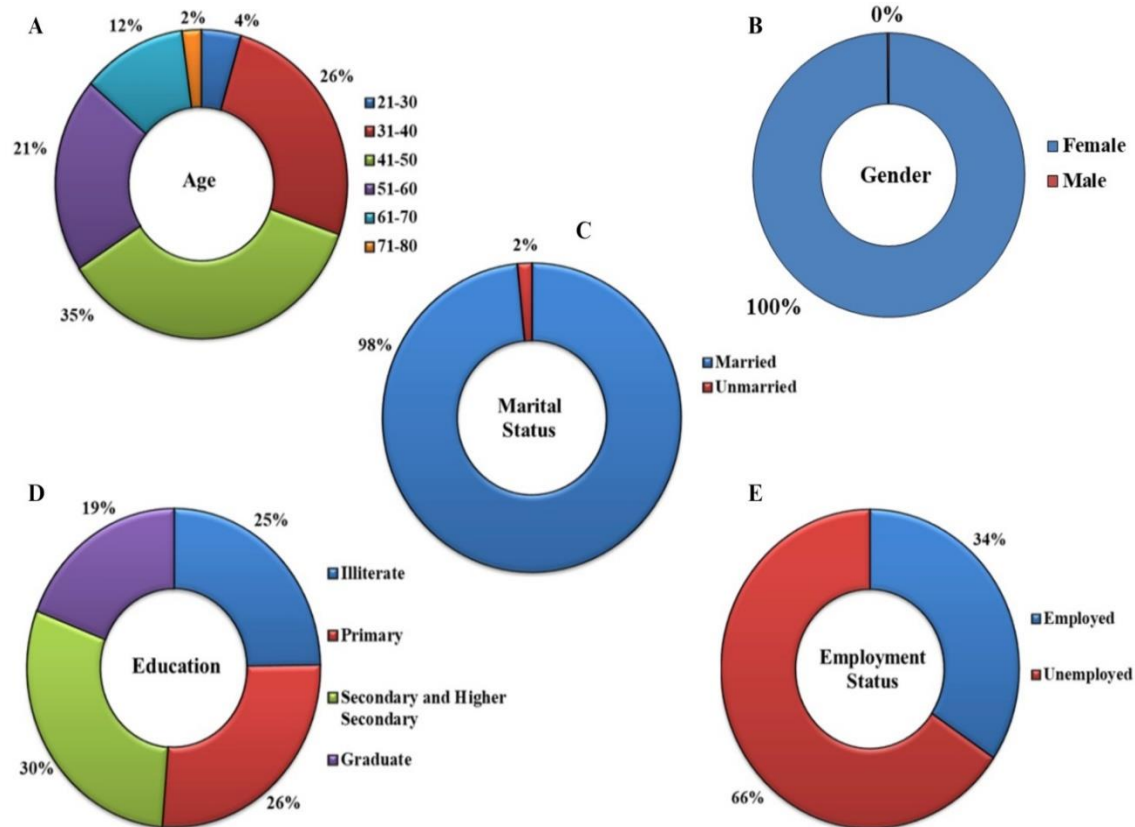 A
2%
4%
12%
26%
21%
35%
Age
21-30
31-40
41-50
51-60
61-70
71-80
B
0%
100%
Gender
Female
Male
C
2%
98%
Marital
Status
Married
Unmarried
D
19%
25%
30%
26%
Education
Illiterate
Primary
Secondary and Higher
Secondary
Graduate
E
34%
66%
Employment
Status
Employed
Unemployed